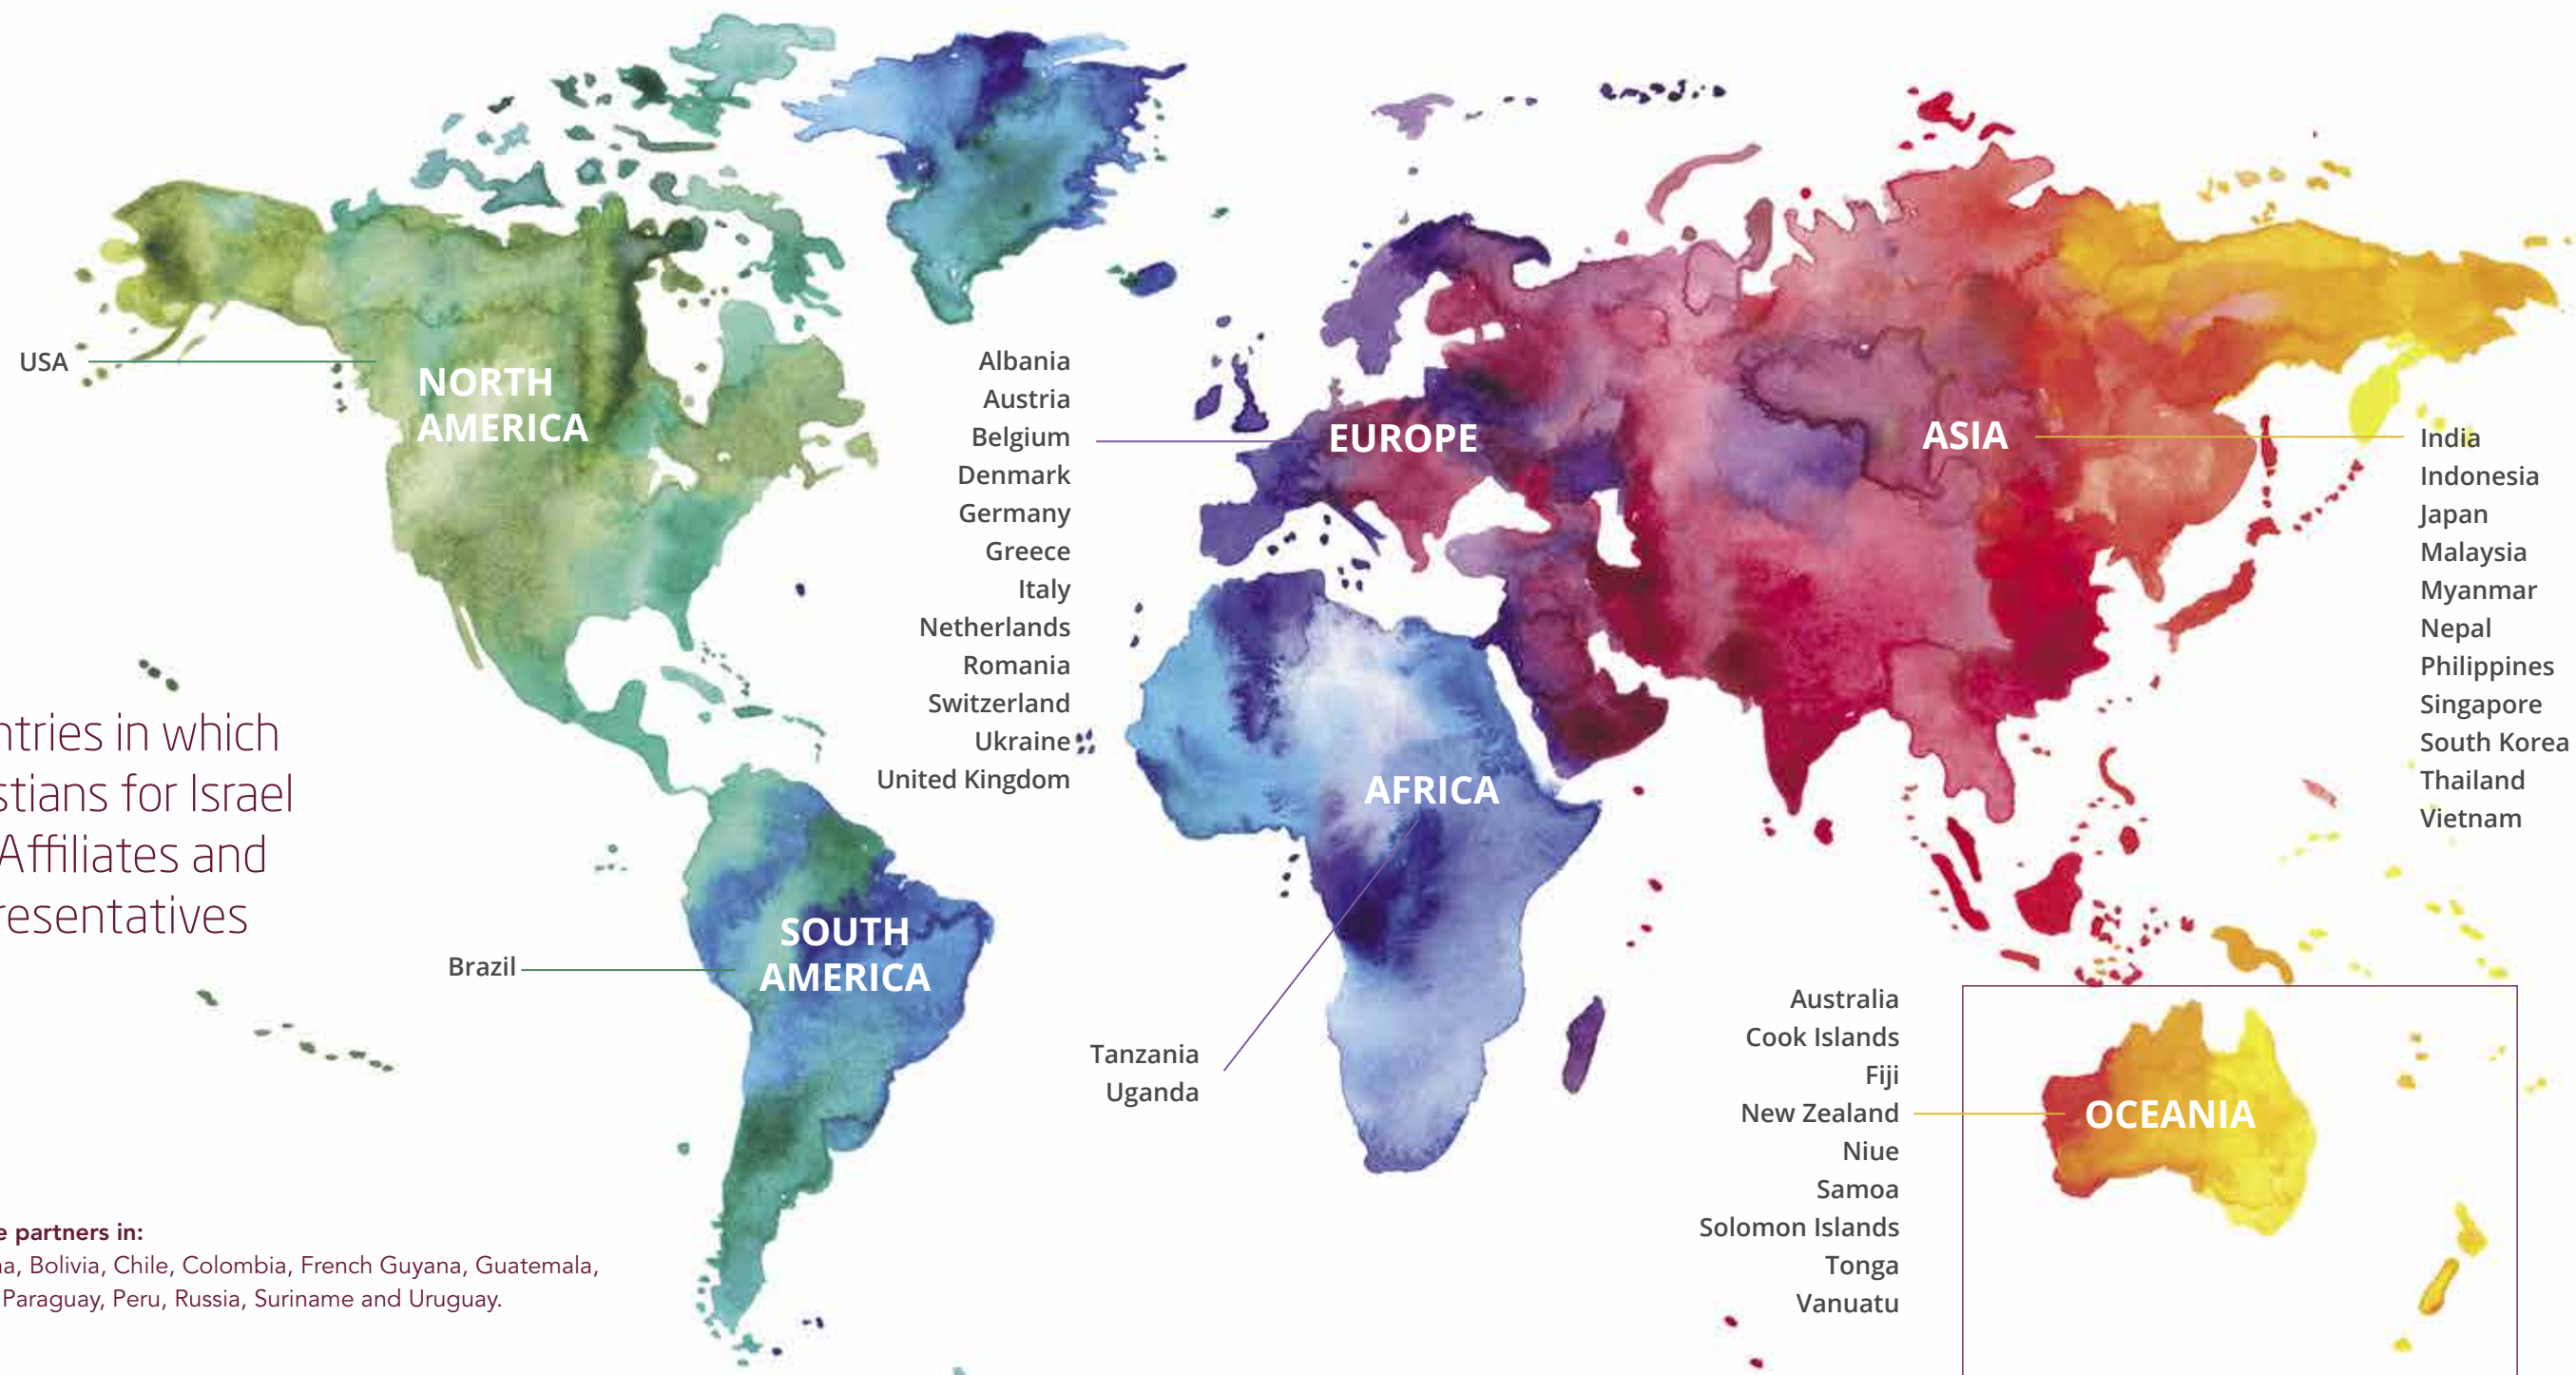 USA
NORTH
AMERICA
Albania
Austria
Belgium
Denmark
Germany
Greece
Italy
Netherlands
Romania
Switzerland
Ukraine
United Kingdom
EUROPE
ASIA
India
Indonesia
Japan
Malaysia
Myanmar
Nepal
Philippines
Singapore
South Korea
Thailand
Vietnam
ntries in which
stians for Israel
Affiliates and
resentatives
AFRICA
SOUTH
AMERICA
Brazil
Tanzania
Uganda
Australia
Cook Islands
Fiji
New Zealand
Niue
Samoa
Solomon Islands
Tonga
Vanuatu
OCEANIA
e partners in:
na, Bolivia, Chile, Colombia, French Guyana, Guatemala,
Paraguay, Peru, Russia, Suriname and Uruguay.